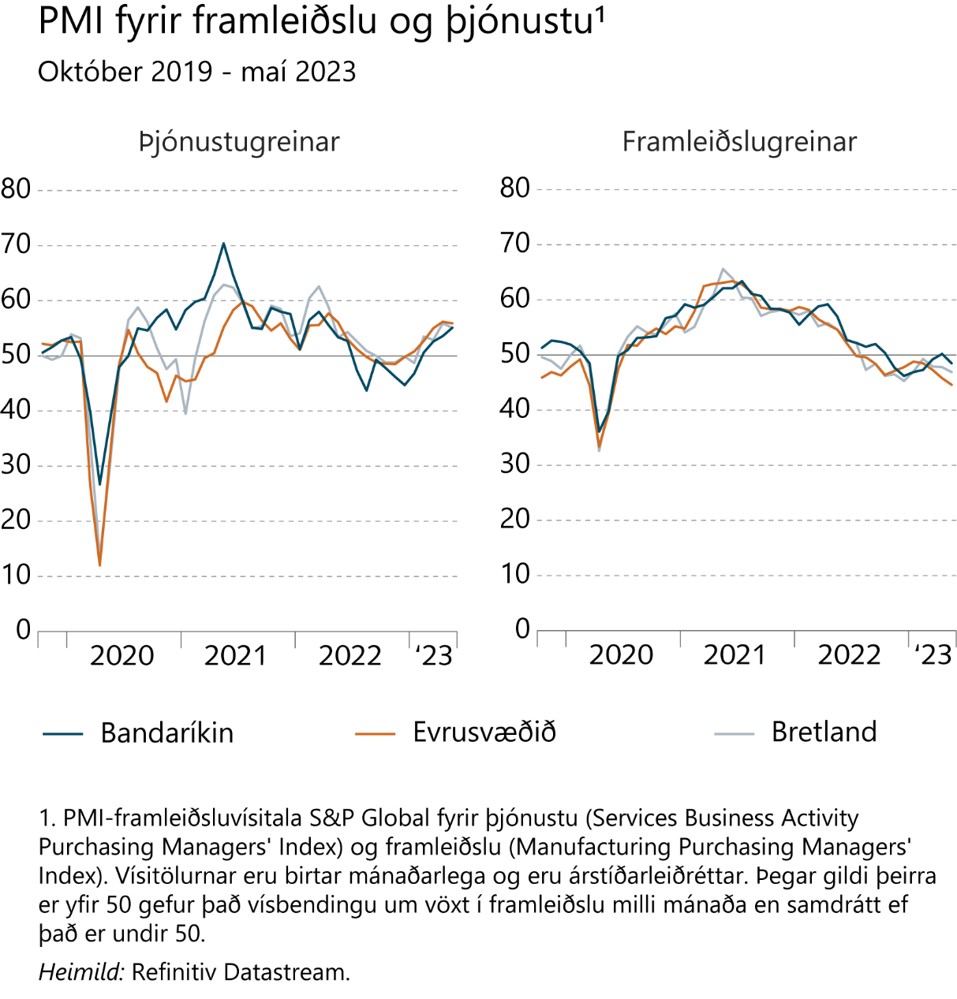 PMI fyrir framleiðslu og þjónustu¹
Október 2019 - maí 2023
Þjónustugreinar
80
70
60
50
40
30
20
10
0
2020
2021
2022
‘23
Framleiðslugreinar
80
70
60
50
40
30
20
10
0
2020
2021
2022
‘23
Bandaríkin
Evrusvæðið
Bretland
1. PMI-framleiðsluvísitala S&P Global fyrir þjónustu (Services Business Activity
Purchasing Managers' Index) og framleiðslu (Manufacturing Purchasing Managers'
Index). Vísitölurnar eru birtar mánaðarlega og eru árstíðarleiðréttar. Þegar gildi þeirra
er yfir 50 gefur það vísbendingu um vöxt í framleiðslu milli mánaða en samdrátt ef
það er undir 50.
Heimild: Refinitiv Datastream.